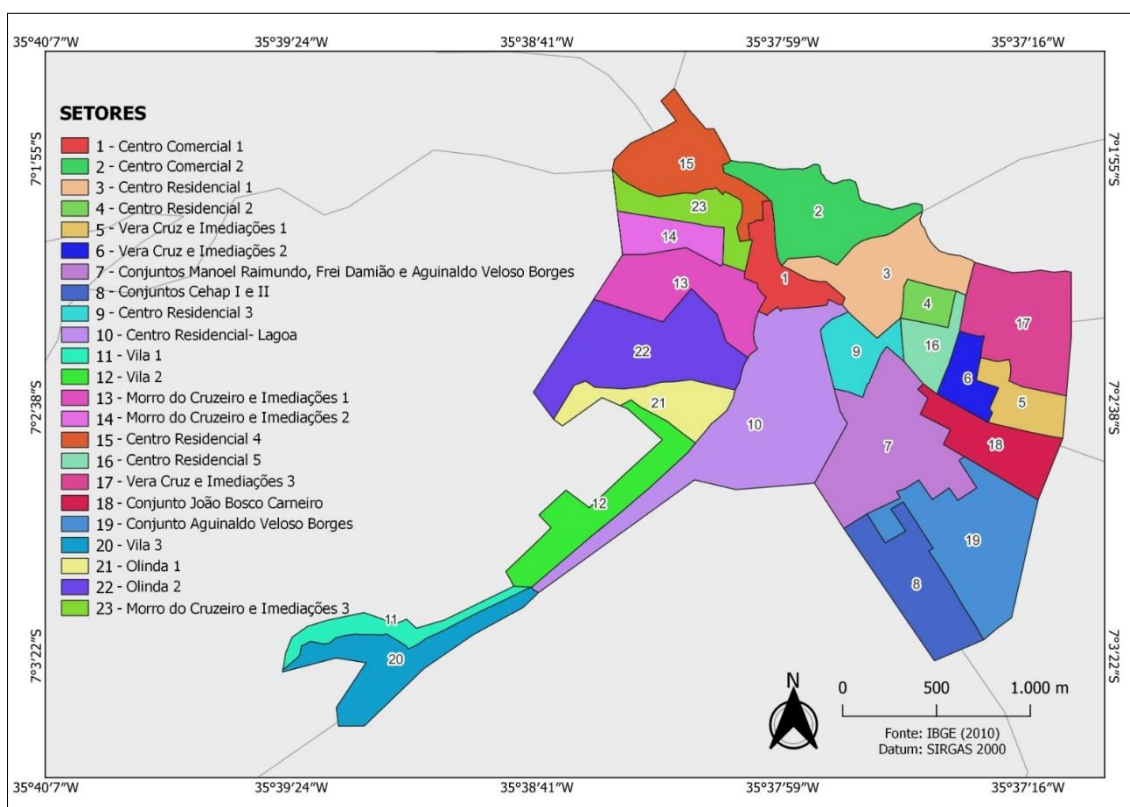 35°40'7"W 35°39'24"W 35°38'41"W 35°37'59"W 35°37'16"W
7°1'55"S
7°2'38"S
7°3'22"S
SETORES
1 - Centro Comercial 1
2 - Centro Comercial 2
3 - Centro Residencial 1
4 - Centro Residencial 2
5 - Vera Cruz e Imediações 1
6 - Vera Cruz e Imediações 2
7 - Conjuntos Manoel Raimundo, Frei Damião e Aguinaldo Veloso Borges
8 - Conjuntos Cehap I e II
9 - Centro Residencial 3
10 - Centro Residencial- Lagoa
11 - Vila 1
12 - Vila 2
13 - Morro do Cruzeiro e Imediações 1
14 - Morro do Cruzeiro e Imediações 2
15 - Centro Residencial 4
16 - Centro Residencial 5
17 - Vera Cruz e Imediações 3
18 - Conjunto João Bosco Carneiro
19 - Conjunto Aguinaldo Veloso Borges
20 - Vila 3
21 - Olinda 1
22 - Olinda 2
23 - Morro do Cruzeiro e Imediações 3
15
2
23
14
13
1
3
4
17
16
9
22
6
5
21
10
18
7
12
19
8
11
20
7°1'55"S
7°2'38"S
7°3'22"S
N
0 500 1.000 m
Fonte: IBGE (2010)
Datum: SIRGAS 2000
35°40'7"W 35°39'24"W 35°38'41"W 35°37'59"W 35°37'16"W